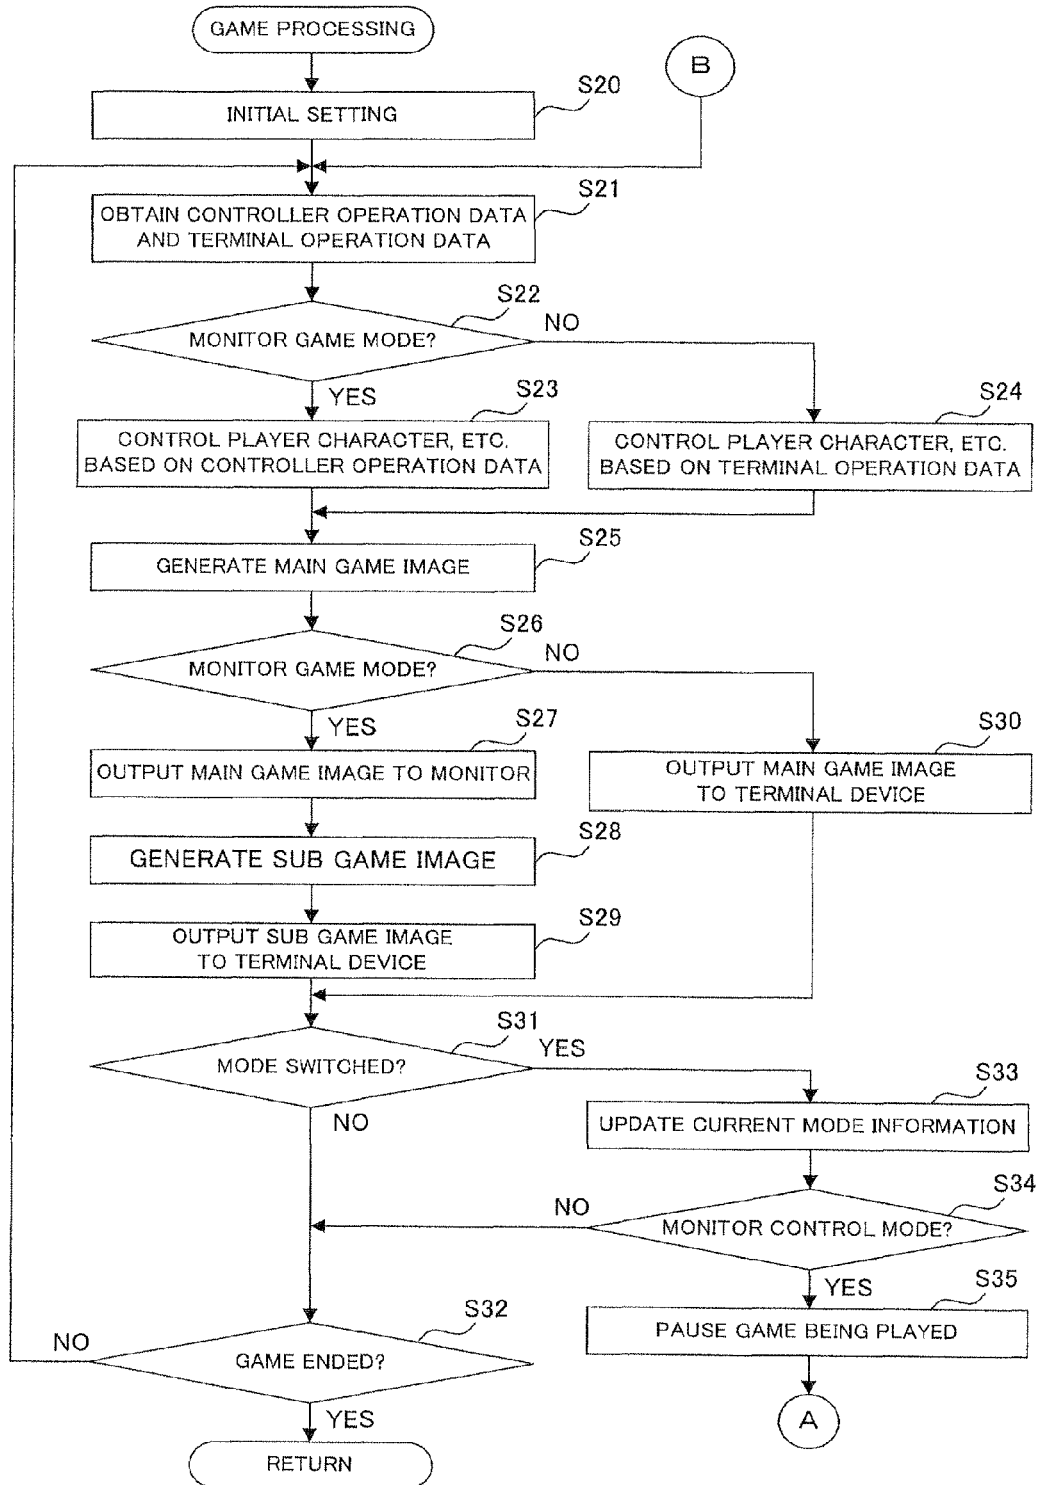 GAME PROCESSING
B
S20
INITIAL SETTING
S21
OBTAIN CONTROLLER OPERATION DATA
AND TERMINAL OPERATION DATA
S22
MONITOR GAME MODE?
NO
YES
S23
CONTROL PLAYER CHARACTER, ETC.
BASED ON CONTROLLER OPERATION DATA
S24
CONTROL PLAYER CHARACTER, ETC.
BASED ON TERMINAL OPERATION DATA
S25
GENERATE MAIN GAME IMAGE
S26
MONITOR GAME MODE?
NO
YES
S27
OUTPUT MAIN GAME IMAGE TO MONITOR
S30
OUTPUT MAIN GAME IMAGE
TO TERMINAL DEVICE
S28
GENERATE SUB GAME IMAGE
S29
OUTPUT SUB GAME IMAGE
TO TERMINAL DEVICE
S31
MODE SWITCHED?
YES
NO
S33
UPDATE CURRENT MODE INFORMATION
S34
MONITOR CONTROL MODE?
NO
YES
S35
PAUSE GAME BEING PLAYED
A
S32
GAME ENDED?
NO
YES
RETURN